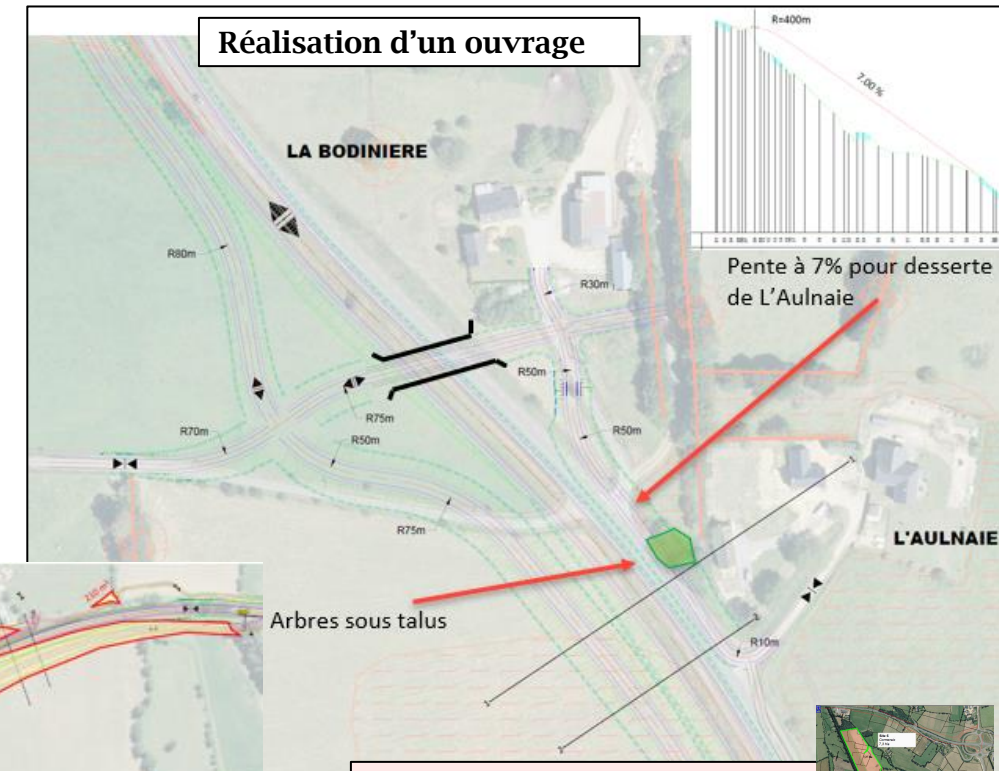 Réalisation d'un ouvrage
R=400m
7.00 %
LA BODINIERE
R80m
R30m
Pente à 7% pour desserte
de L'Aulnaie
R50m
R75m
R70m
R50m
R50m
R75m
L'AULNAIE
Arbres sous talus
R10m